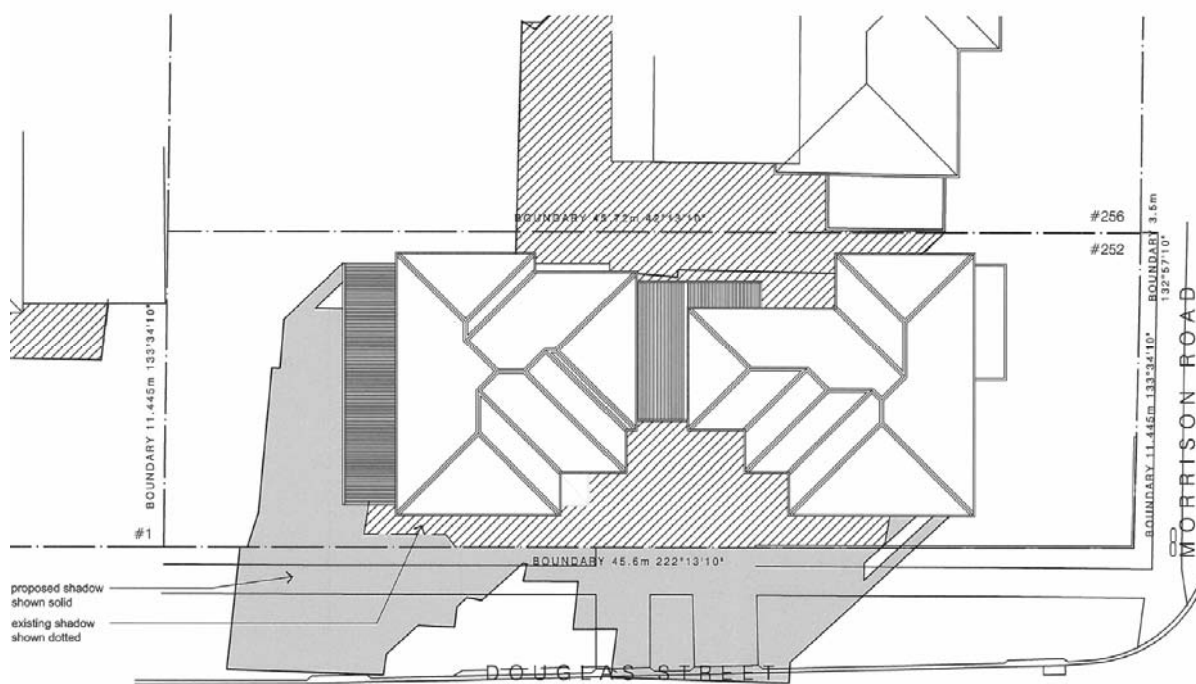 BOUNDARY 45.72m 42°13'10"
#256
#252
BOUNDARY 3.5m
132°57'10"
BOUNDARY 11.445m 133°34'10"
BOUNDARY 11.445m 133°34'10"
MORRISON ROAD
#1
BOUNDARY 45.6m 222°13'10"
proposed shadow
shown solid
existing shadow
shown dotted
DOUGLAS STREET